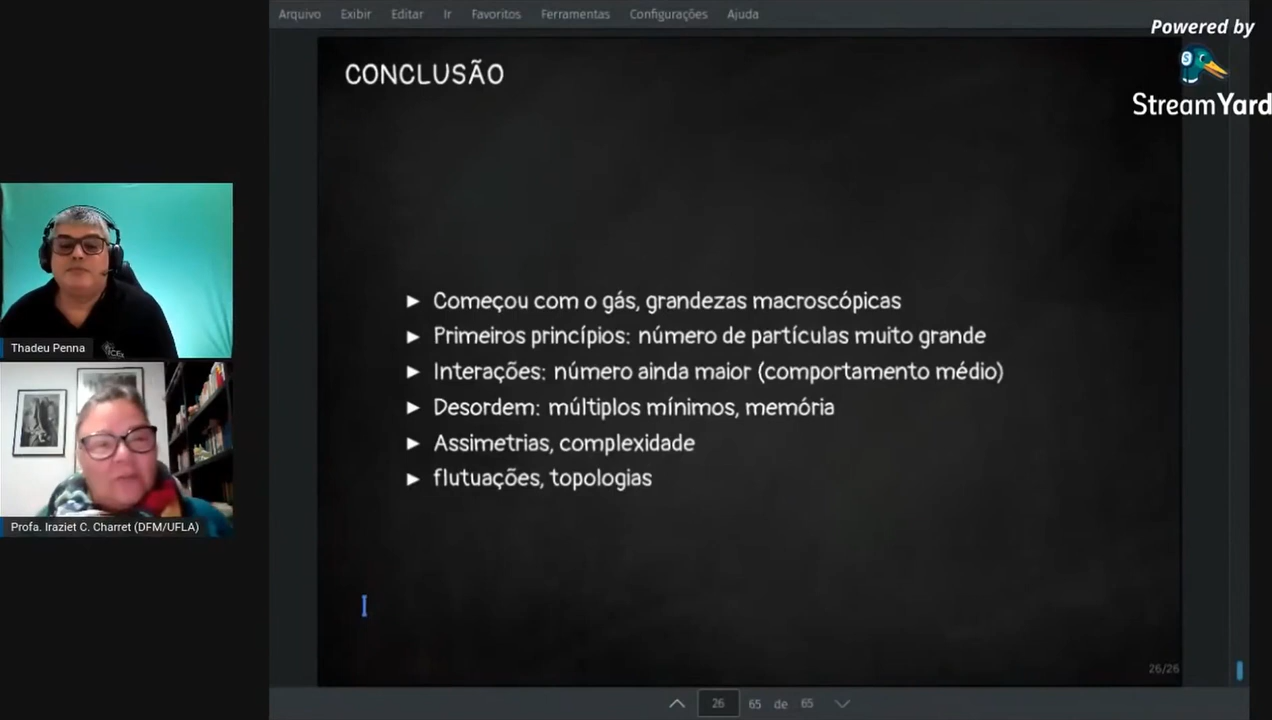 Arquivo Exibir Editar Ir Favoritos Ferramentas Configurações Ajuda
Powered by
StreamYard
CONCLUSÃO
► Começou com o gás, grandezas macroscópicas
► Primeiros princípios: número de partículas muito grande
► Interações: número ainda maior (comportamento médio)
► Desordem: múltiplos mínimos, memória
► Assimetrias, complexidade
► flutuações, topologias
Thadeu Penna
Profa. Iraziet C. Charret (DFM/UFLA)
26/26
26 65 de 65